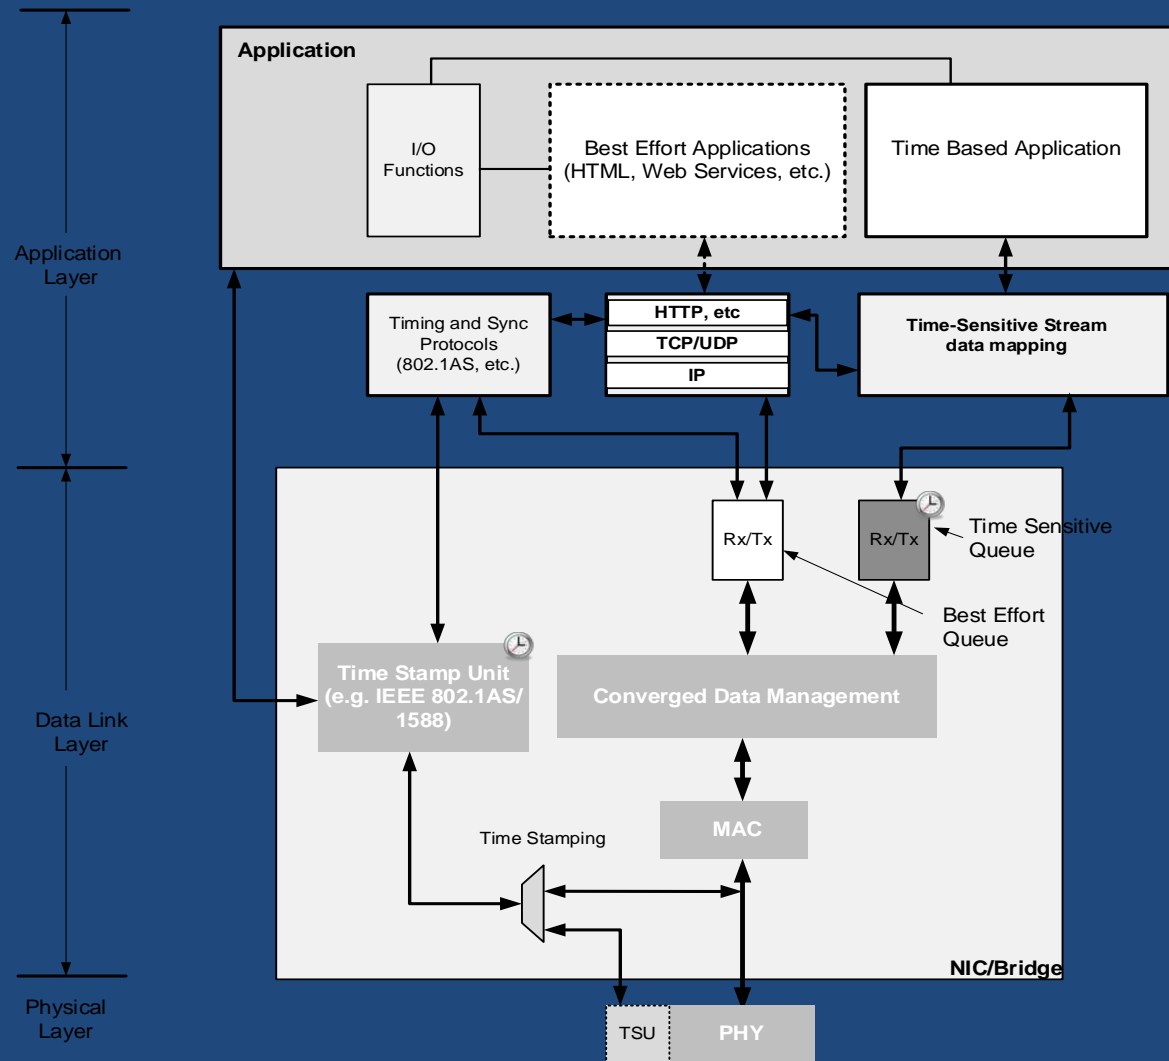 Application
I/O
Functions
Best Effort Applications
(HTML, Web Services, etc.)
Time Based Application
Application
Layer
Timing and Sync
Protocols
(802.1AS, etc.)
HTTP, etc
TCP/UDP
IP
Time-Sensitive Stream
data mapping
Rx/Tx
Rx/Tx
Time Sensitive
Queue
Best Effort
Queue
Time Stamp Unit
(e.g. IEEE 802.1AS/
1588)
Converged Data Management
Data Link
Layer
MAC
Time Stamping
NIC/Bridge
Physical
Layer
TSU
PHY